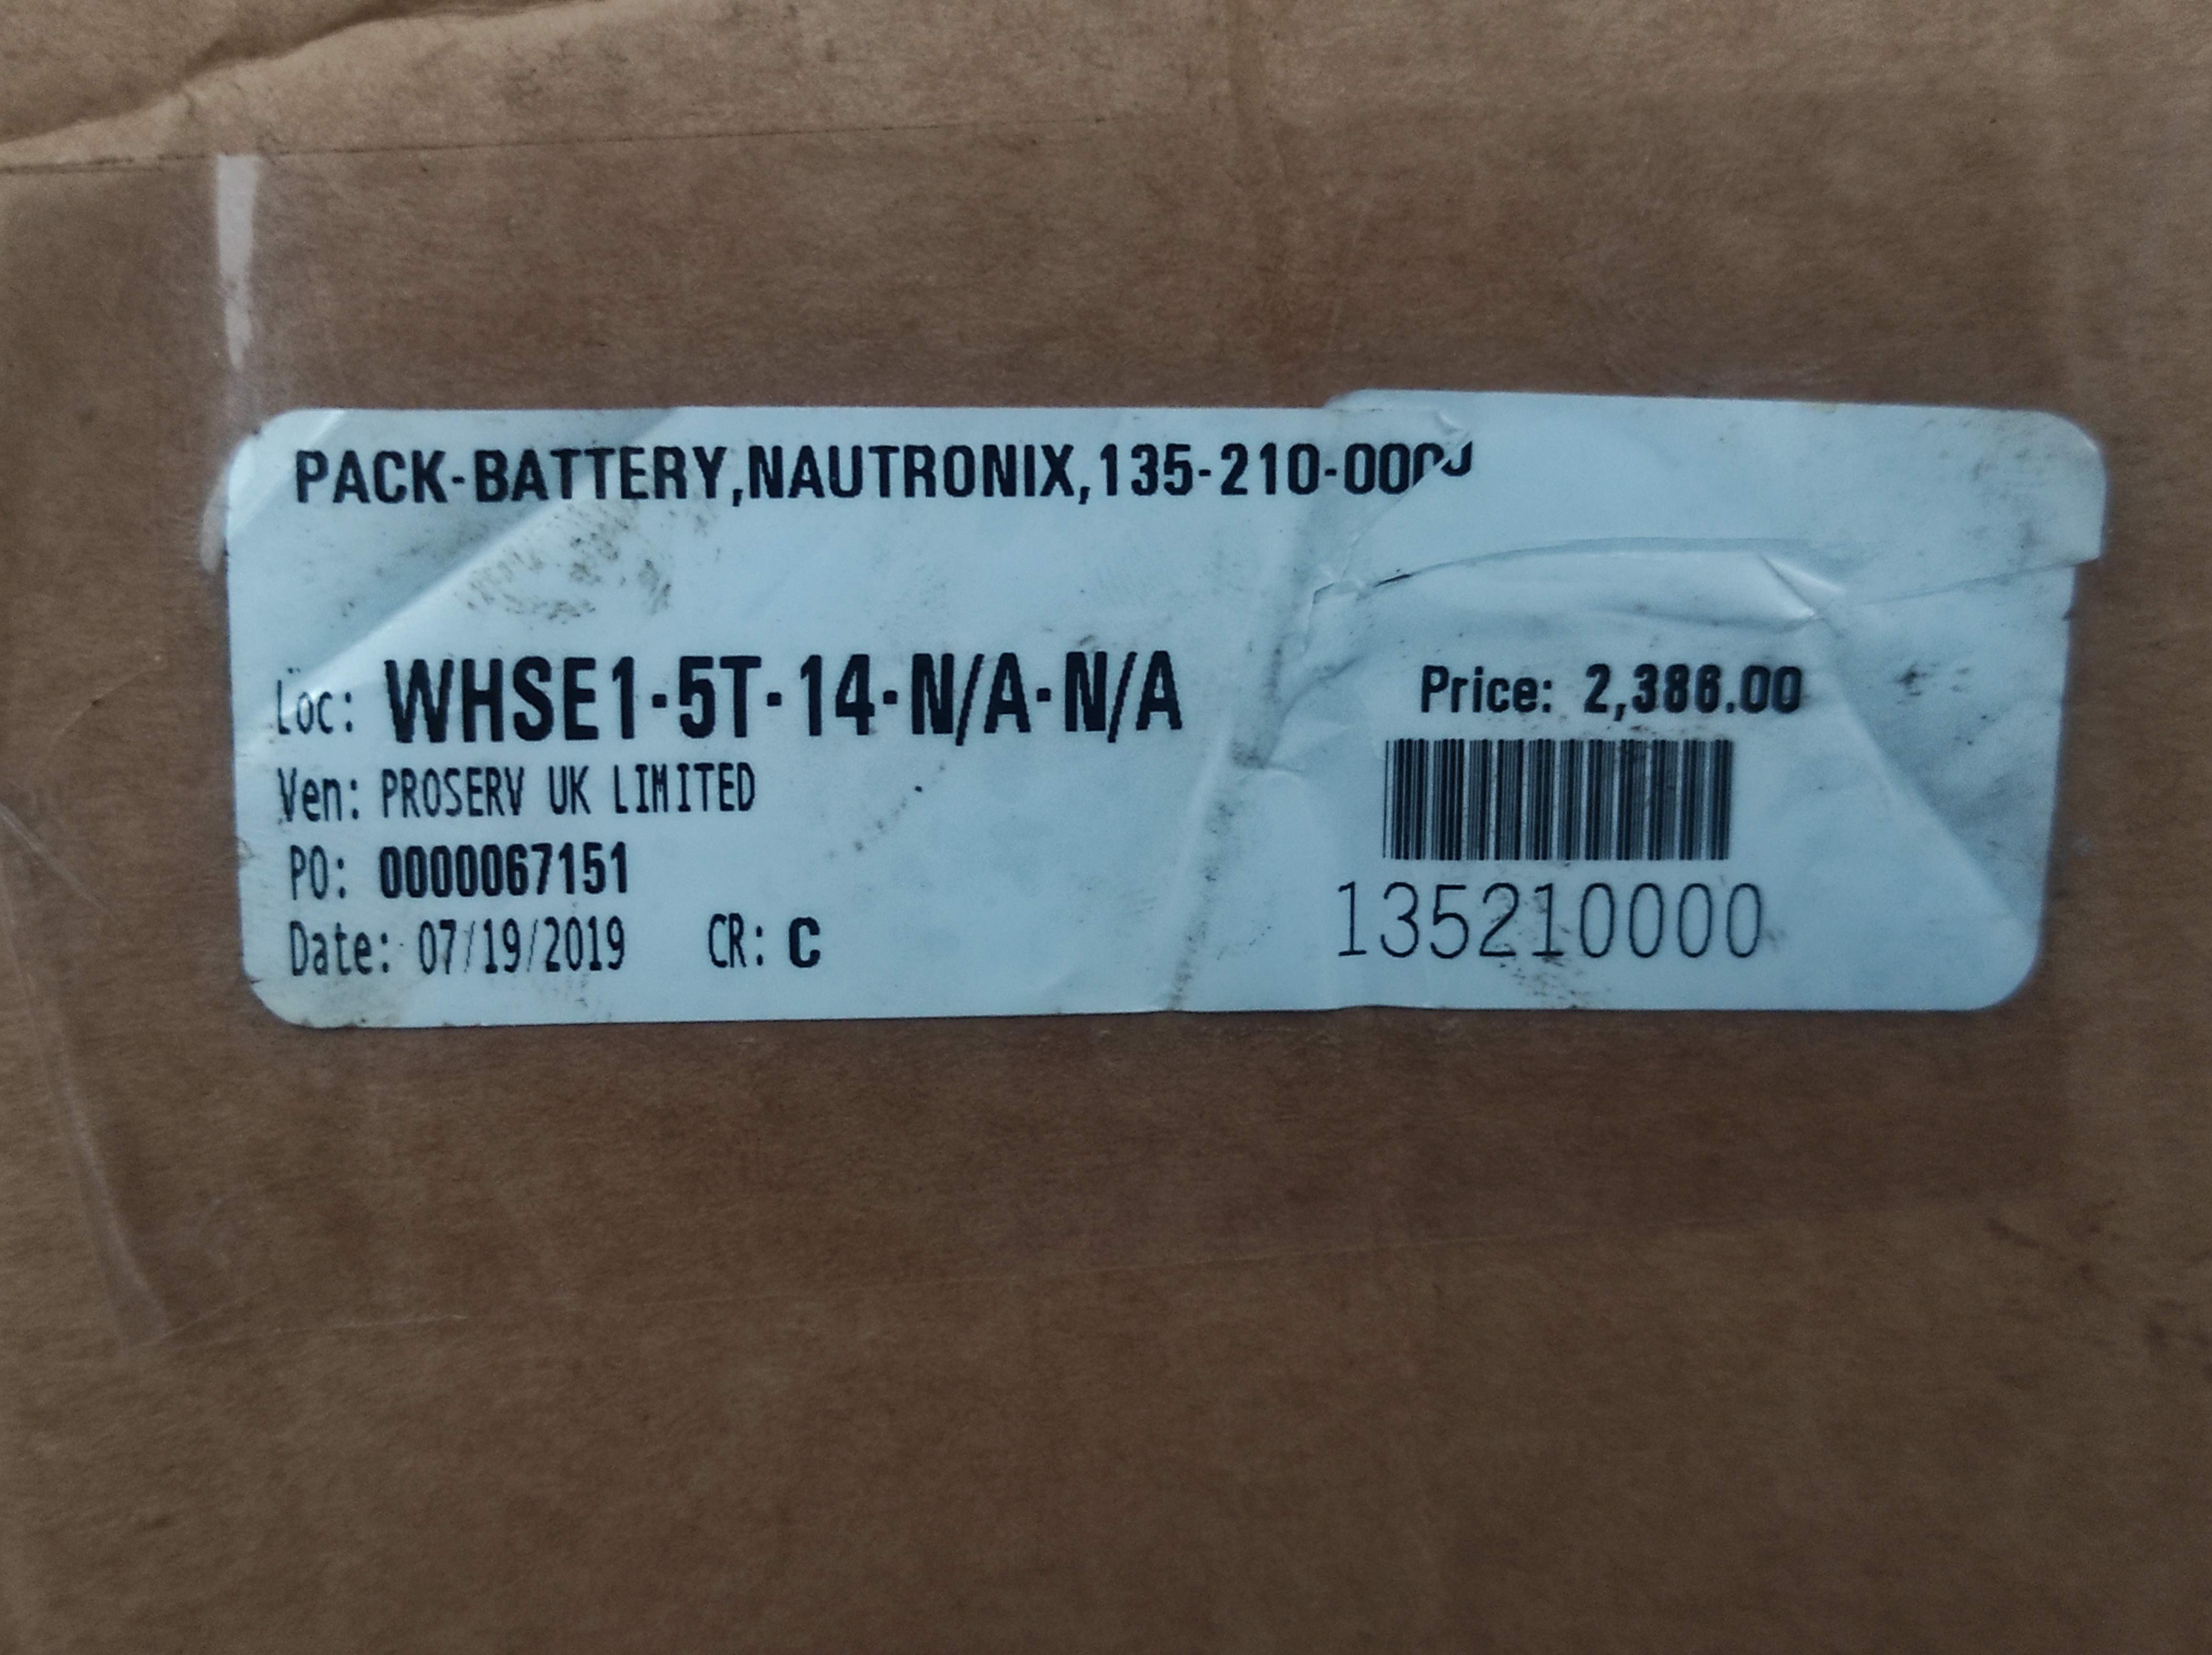 PACK-BATTERY,NAUTRONIX,135-210-0000
Loc: WHSE1-5T-14-N/A-N/A
Price: 2,386.00
Ven: PROSERV UK LIMITED
PO: 0000067151
Date: 07/19/2019 CR: C
135210000